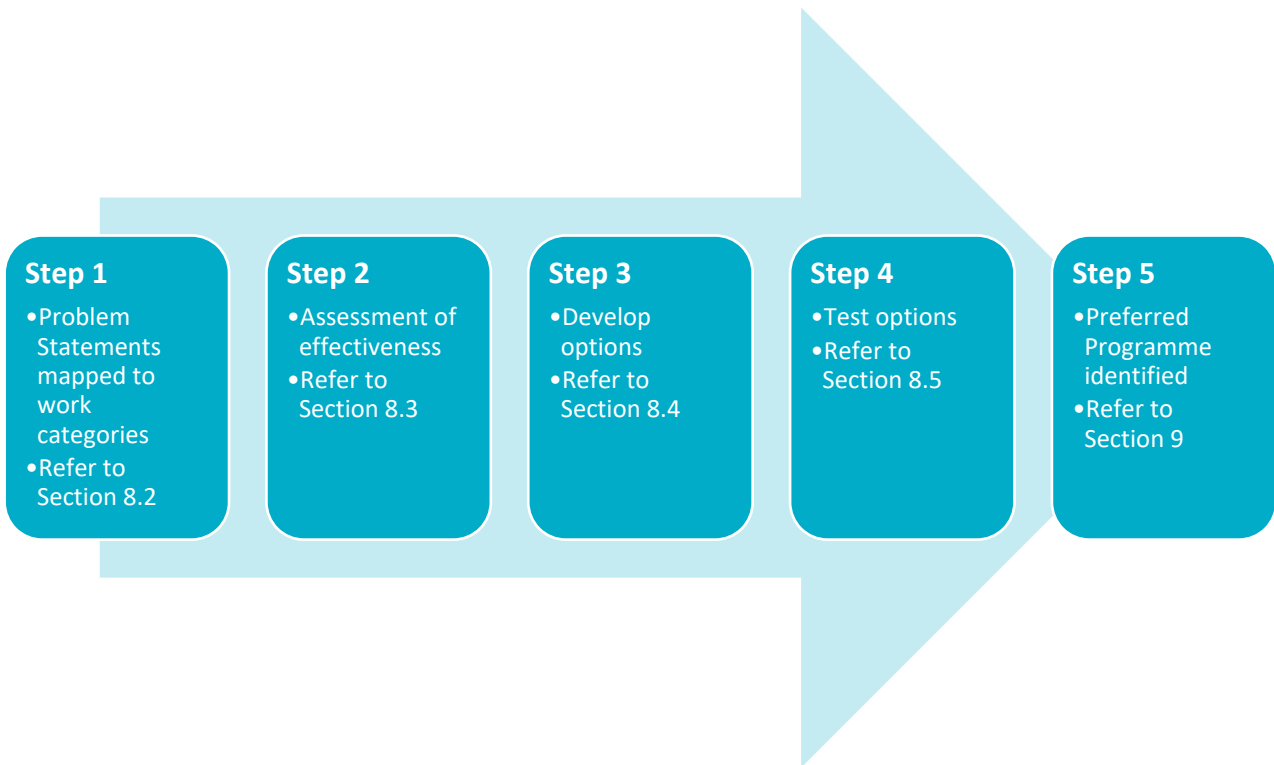 Step 1
•Problem
Statements
mapped to
work
categories
•Refer to
Section 8.2
Step 2
•Assessment of
effectiveness
•Refer to
Section 8.3
Step 3
•Develop
options
•Refer to
Section 8.4
Step 4
•Test options
•Refer to
Section 8.5
Step 5
•Preferred
Programme
identified
•Refer to
Section 9